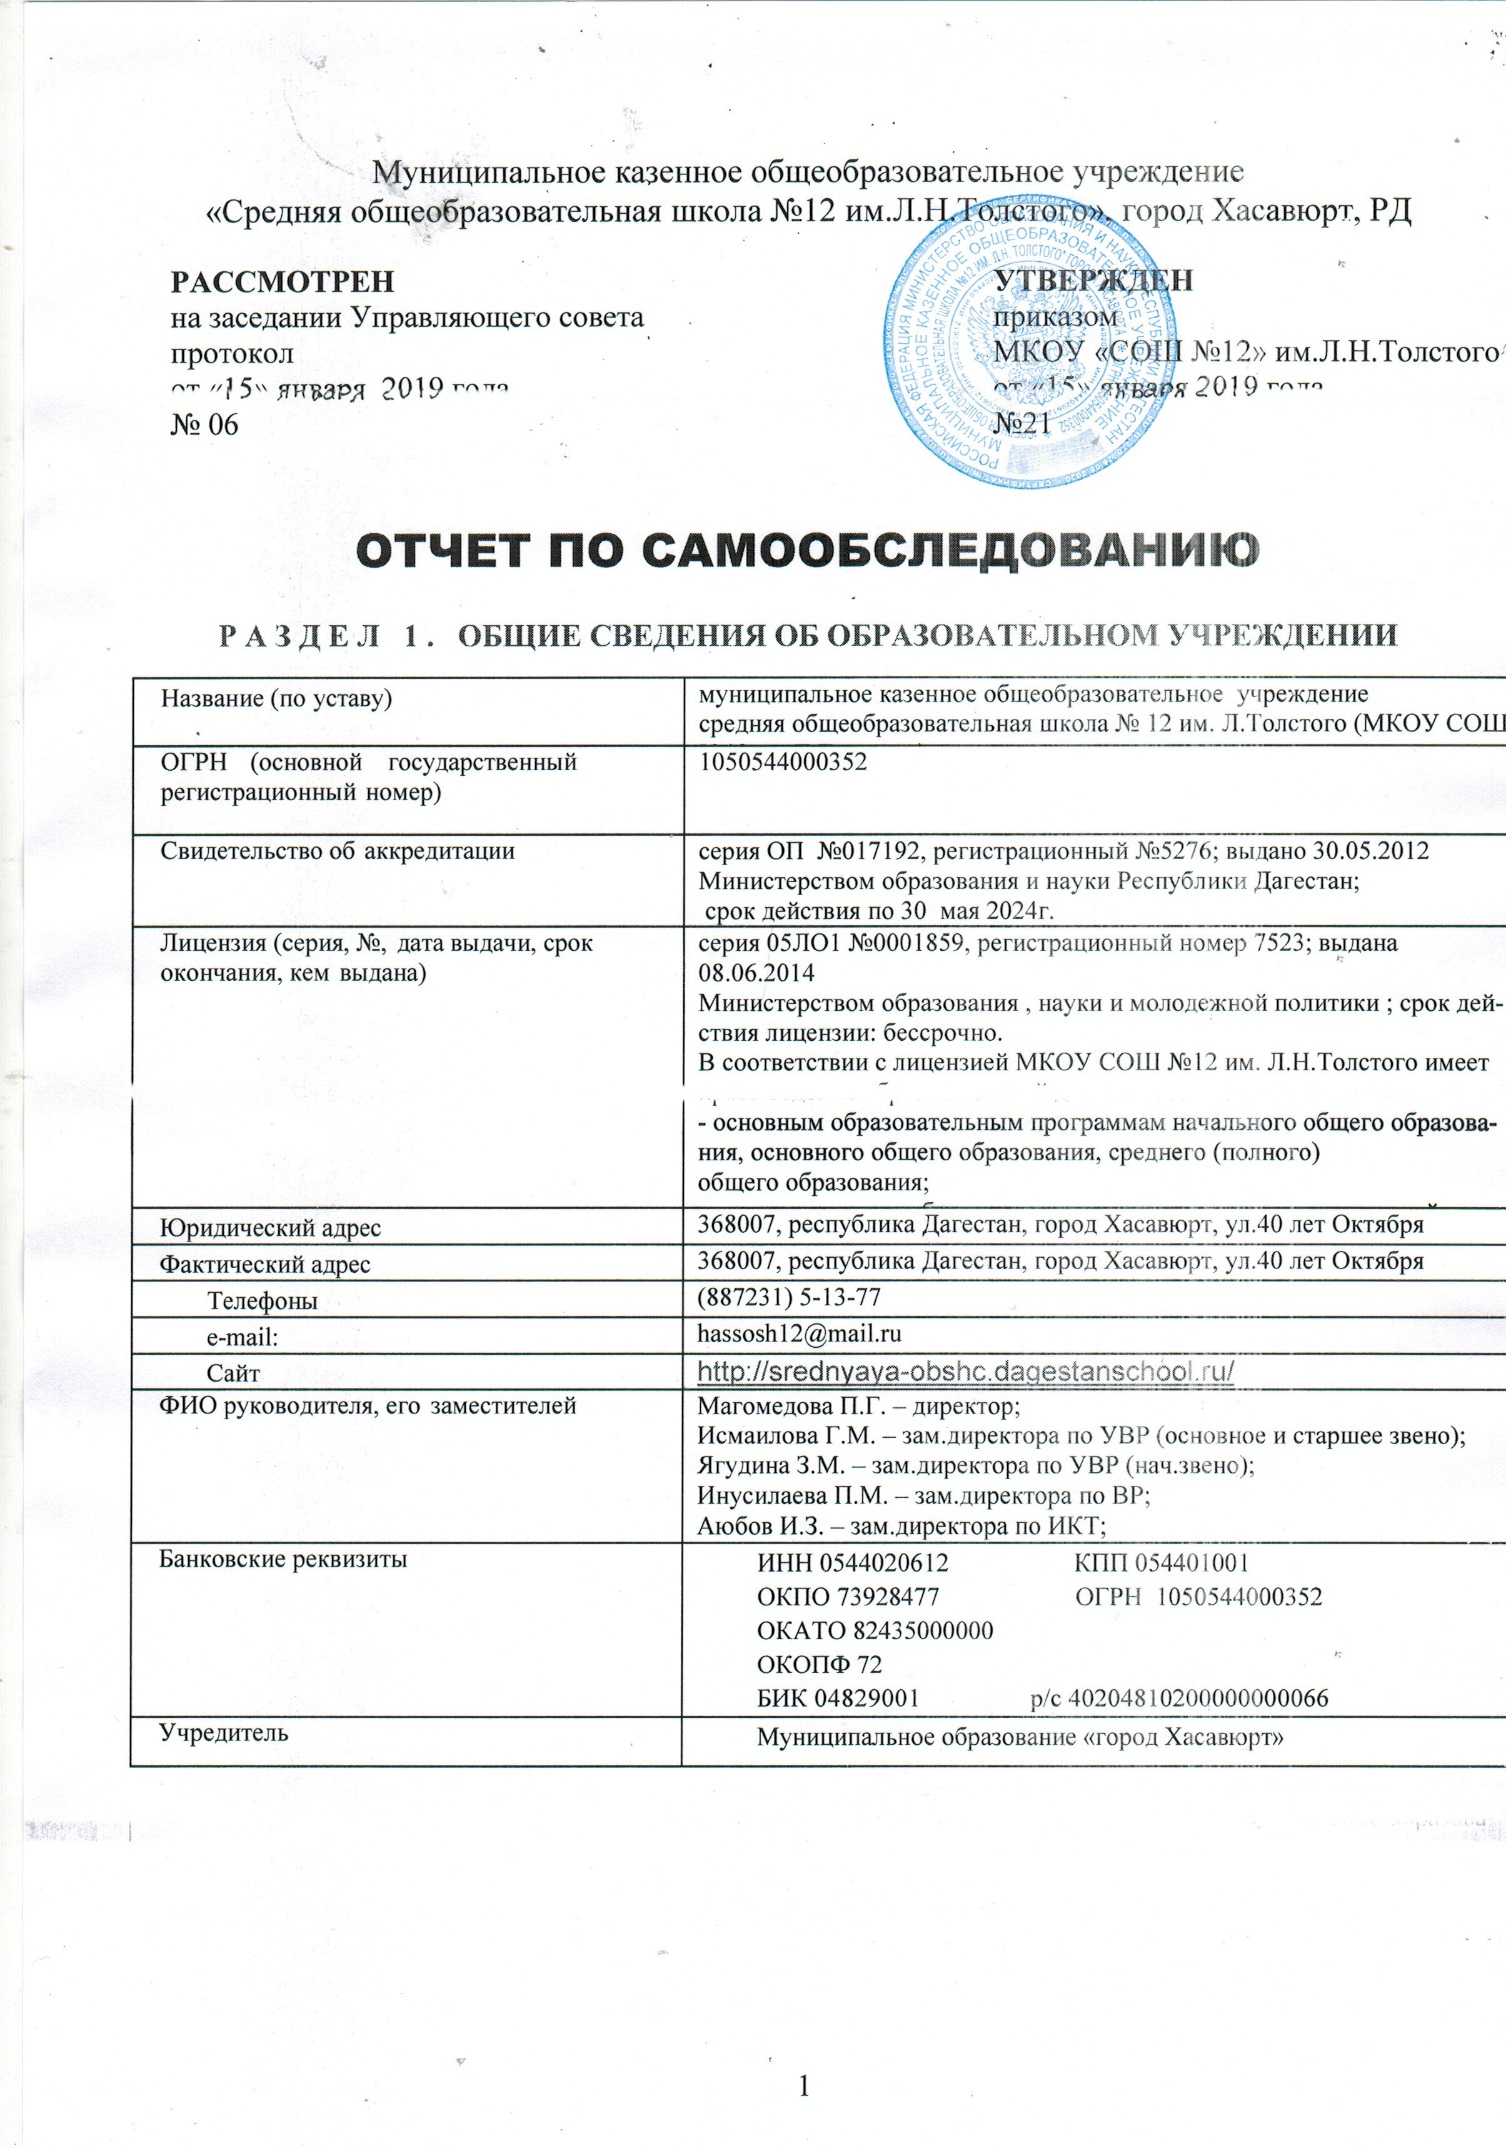 Муниципальное казенное общеобразовательное учреждение
«Средняя общеобразовательная школа №12 им.Л.Н.Толстого», город Хасавюрт, РД
РАССМОТРЕН
на заседании Управляющего совета
протокол
от «15» января 2019 года
№ 06
УТВЕРЖДЕН
приказом
МКОУ «СОШ №12» им.Л.Н.Толстого
от «15» января 2019 года
№21
ОТЧЕТ ПО САМООБСЛЕДОВАНИЮ
РАЗДЕЛ 1. ОБЩИЕ СВЕДЕНИЯ ОБ ОБРАЗОВАТЕЛЬНОМ УЧРЕЖДЕНИИ
Название (по уставу)
муниципальное казенное общеобразовательное учреждение
средняя общеобразовательная школа № 12 им. Л.Толстого (МКОУ СОШ
ОГРН (основной государственный
регистрационный номер)
1050544000352
Свидетельство об аккредитации
серия ОП №017192, регистрационный №5276; выдано 30.05.2012
Министерством образования и науки Республики Дагестан;
срок действия по 30 мая 2024г.
Лицензия (серия, №, дата выдачи, срок
окончания, кем выдана)
серия 05ЛО1 №0001859, регистрационный номер 7523; выдана
08.06.2014
Министерством образования , науки и молодежной политики ; срок дей-
ствия лицензии: бессрочно.
В соответствии с лицензией МКОУ СОШ №12 им. Л.Н.Толстого имеет
- основным образовательным программам начального общего образова-
ния, основного общего образования, среднего (полного)
общего образования;
Юридический адрес
368007, республика Дагестан, город Хасавюрт, ул.40 лет Октября
Фактический адрес
368007, республика Дагестан, город Хасавюрт, ул.40 лет Октября
Телефоны
(887231) 5-13-77
e-mail:
hassosh12@mail.ru
Сайт
http://srednyaya-obshc.dagestanschool.ru/
ФИО руководителя, его заместителей
Магомедова П.Г. – директор;
Исмаилова Г.М. – зам.директора по УВР (основное и старшее звено);
Ягудина З.М. – зам.директора по УВР (нач.звено);
Инусилаева П.М. – зам.директора по ВР;
Аюбов И.З. – зам.директора по ИКТ;
Банковские реквизиты
ИНН 0544020612 КПП 054401001
ОКПО 73928477 ОГРН 1050544000352
ОКАТО 82435000000
ОКОПФ 72
БИК 04829001 р/с 40204810200000000066
Учредитель
Муниципальное образование «город Хасавюрт»
1